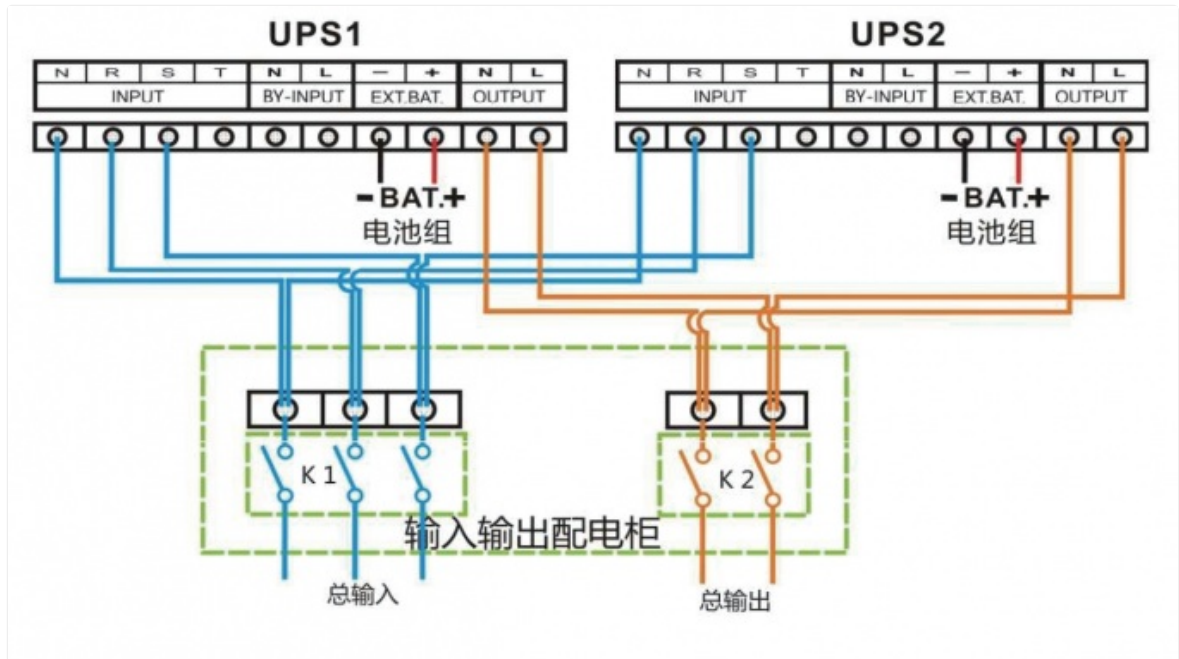 UPS1 UPS2
N R S T N L − + N L N R S T N L − + N L
INPUT BY-INPUT EXT.BAT. OUTPUT INPUT BY-INPUT EXT.BAT. OUTPUT
-BAT.+ -BAT.+
电池组 电池组
K 1 K 2
输入输出配电柜
总输入 总输出